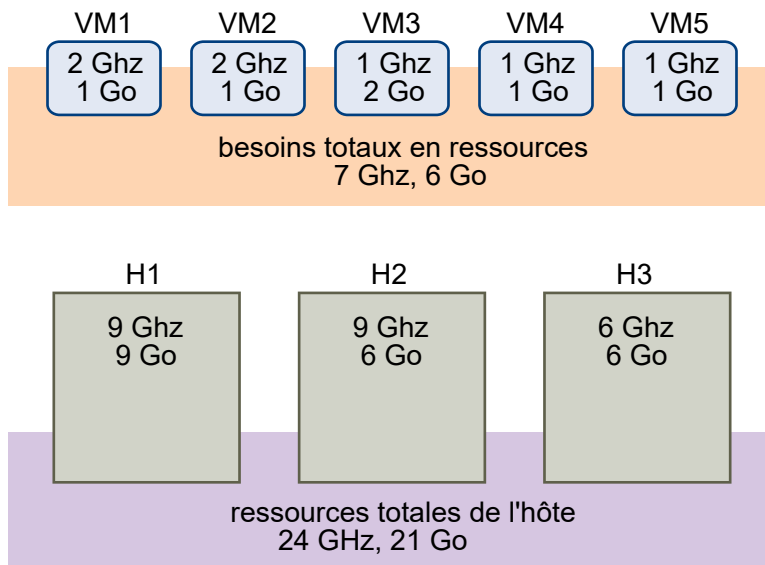 VM1 VM2 VM3 VM4 VM5
2 Ghz 2 Ghz 1 Ghz 1 Ghz 1 Ghz
1 Go 1 Go 2 Go 1 Go 1 Go
besoins totaux en ressources
7 Ghz, 6 Go
H1 H2 H3
9 Ghz 9 Ghz 6 Ghz
9 Go 6 Go 6 Go
ressources totales de l'hôte
24 GHz, 21 Go